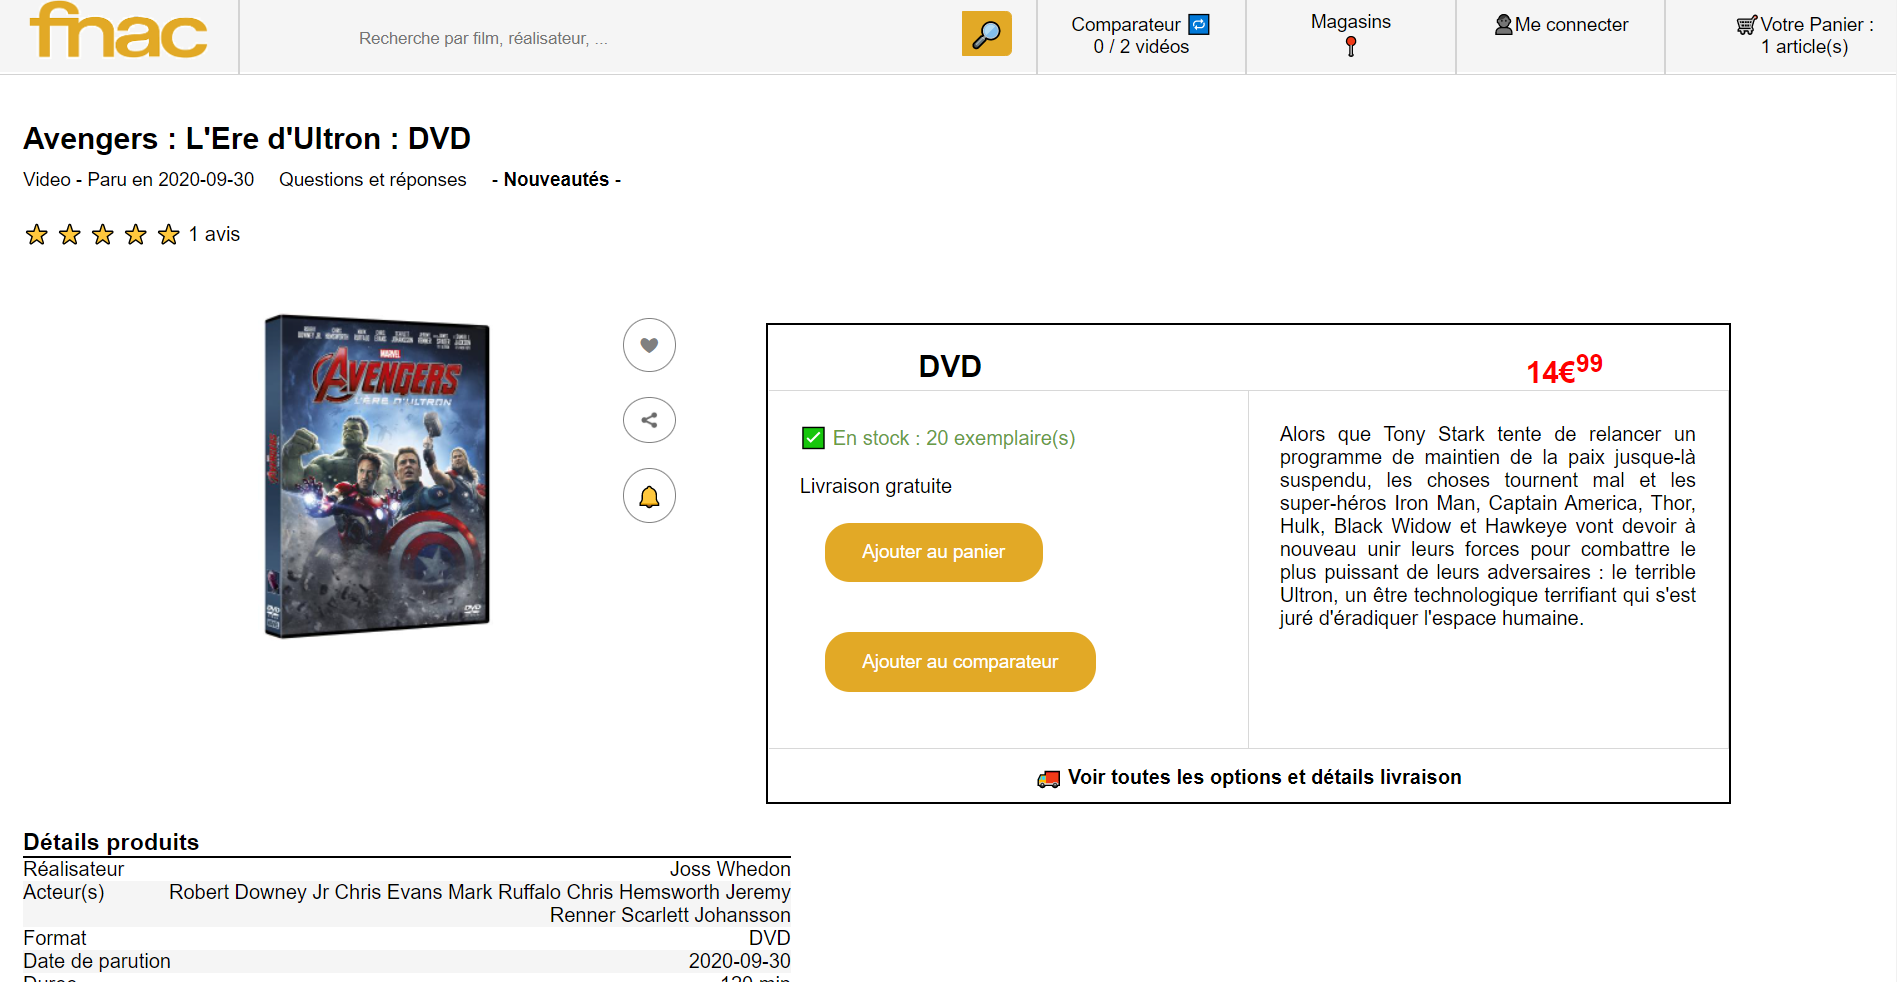 fnac
Recherche par film, réalisateur, ...
Comparateur
0 / 2 vidéos
Magasins
Me connecter
Votre Panier :
1 article(s)
Avengers : L'Ere d'Ultron : DVD
Video - Paru en 2020-09-30 Questions et réponses - Nouveautés -
1 avis
MARVEL
AVENGERS
L'ÈRE D'ULTRON
DVD
DVD 14€99
En stock : 20 exemplaire(s)
Livraison gratuite
Ajouter au panier
Ajouter au comparateur
Alors que Tony Stark tente de relancer un
programme de maintien de la paix jusque-là
suspendu, les choses tournent mal et les
super-héros Iron Man, Captain America, Thor,
Hulk, Black Widow et Hawkeye vont devoir à
nouveau unir leurs forces pour combattre le
plus puissant de leurs adversaires : le terrible
Ultron, un être technologique terrifiant qui s'est
juré d'éradiquer l'espace humaine.
Voir toutes les options et détails livraison
Détails produits
Réalisateur Joss Whedon
Acteur(s) Robert Downey Jr Chris Evans Mark Ruffalo Chris Hemsworth Jeremy
Renner Scarlett Johansson
Format DVD
Date de parution 2020-09-30